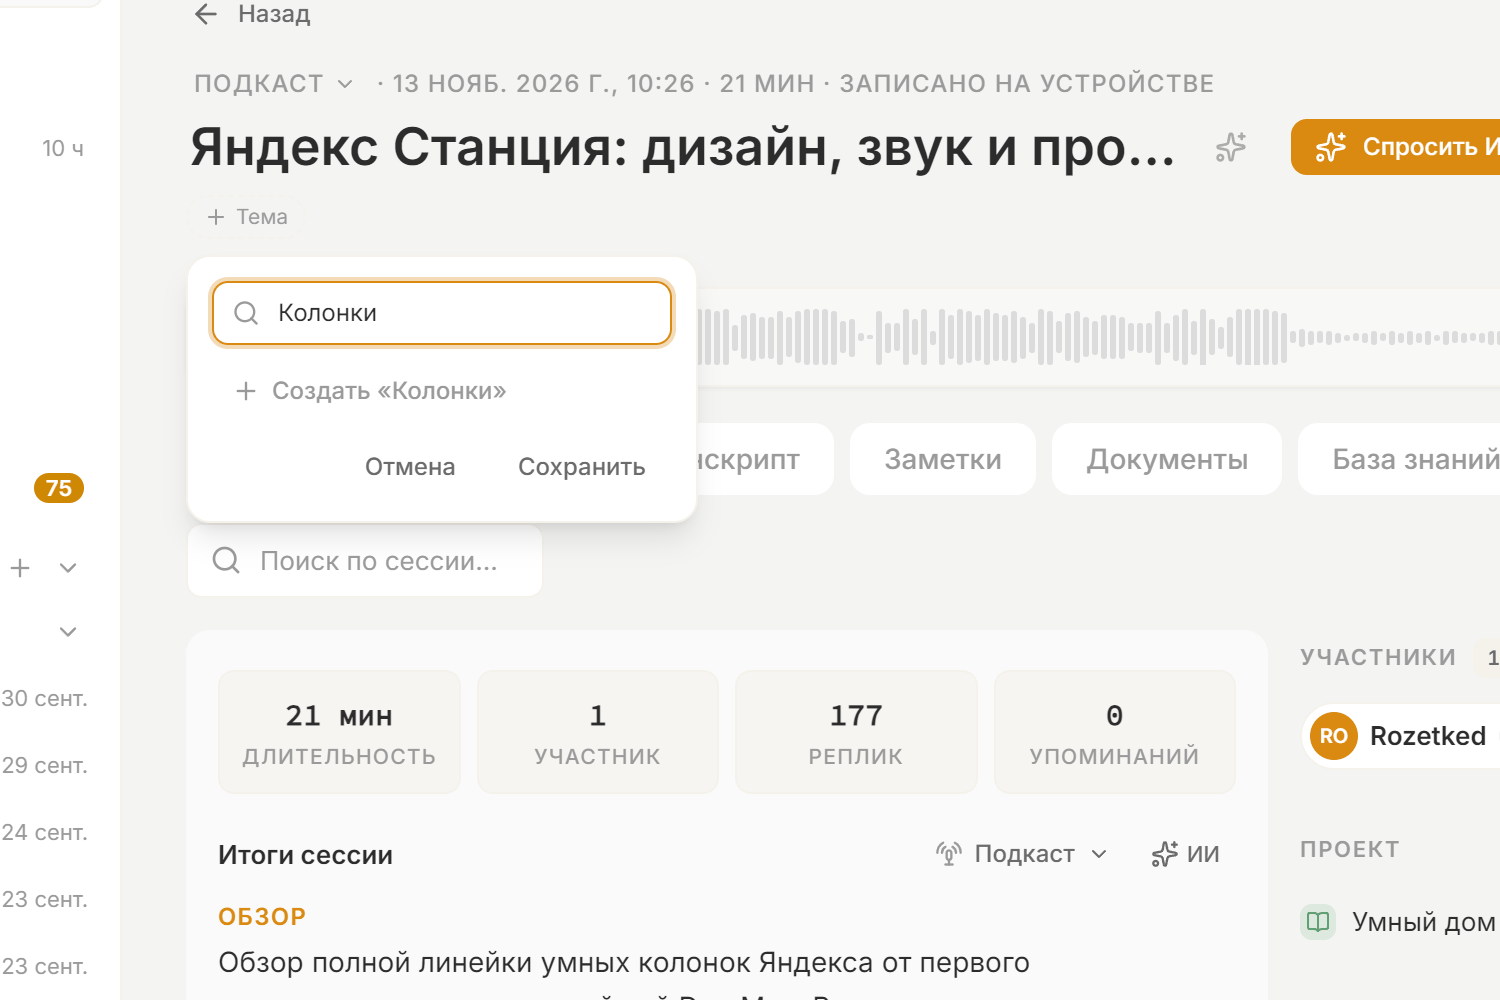 Назад
ПОДКАСТ · 13 НОЯБ. 2026 Г., 10:26 · 21 МИН · ЗАПИСАНО НА УСТРОЙСТВЕ
10 ч
Яндекс Станция: дизайн, звук и про...
Спросить И
+ Тема
Колонки
+ Создать «Колонки»
Отмена Сохранить
нскрипт Заметки Документы База знаний
75
Поиск по сессии...
30 сент.
29 сент.
24 сент.
23 сент.
23 сент.
21 мин
ДЛИТЕЛЬНОСТЬ
1
УЧАСТНИК
177
РЕПЛИК
0
УПОМИНАНИЙ
Итоги сессии
Подкаст ИИ
ОБЗОР
Обзор полной линейки умных колонок Яндекса от первого
УЧАСТНИКИ 1
RO Rozetked
ПРОЕКТ
Умный дом